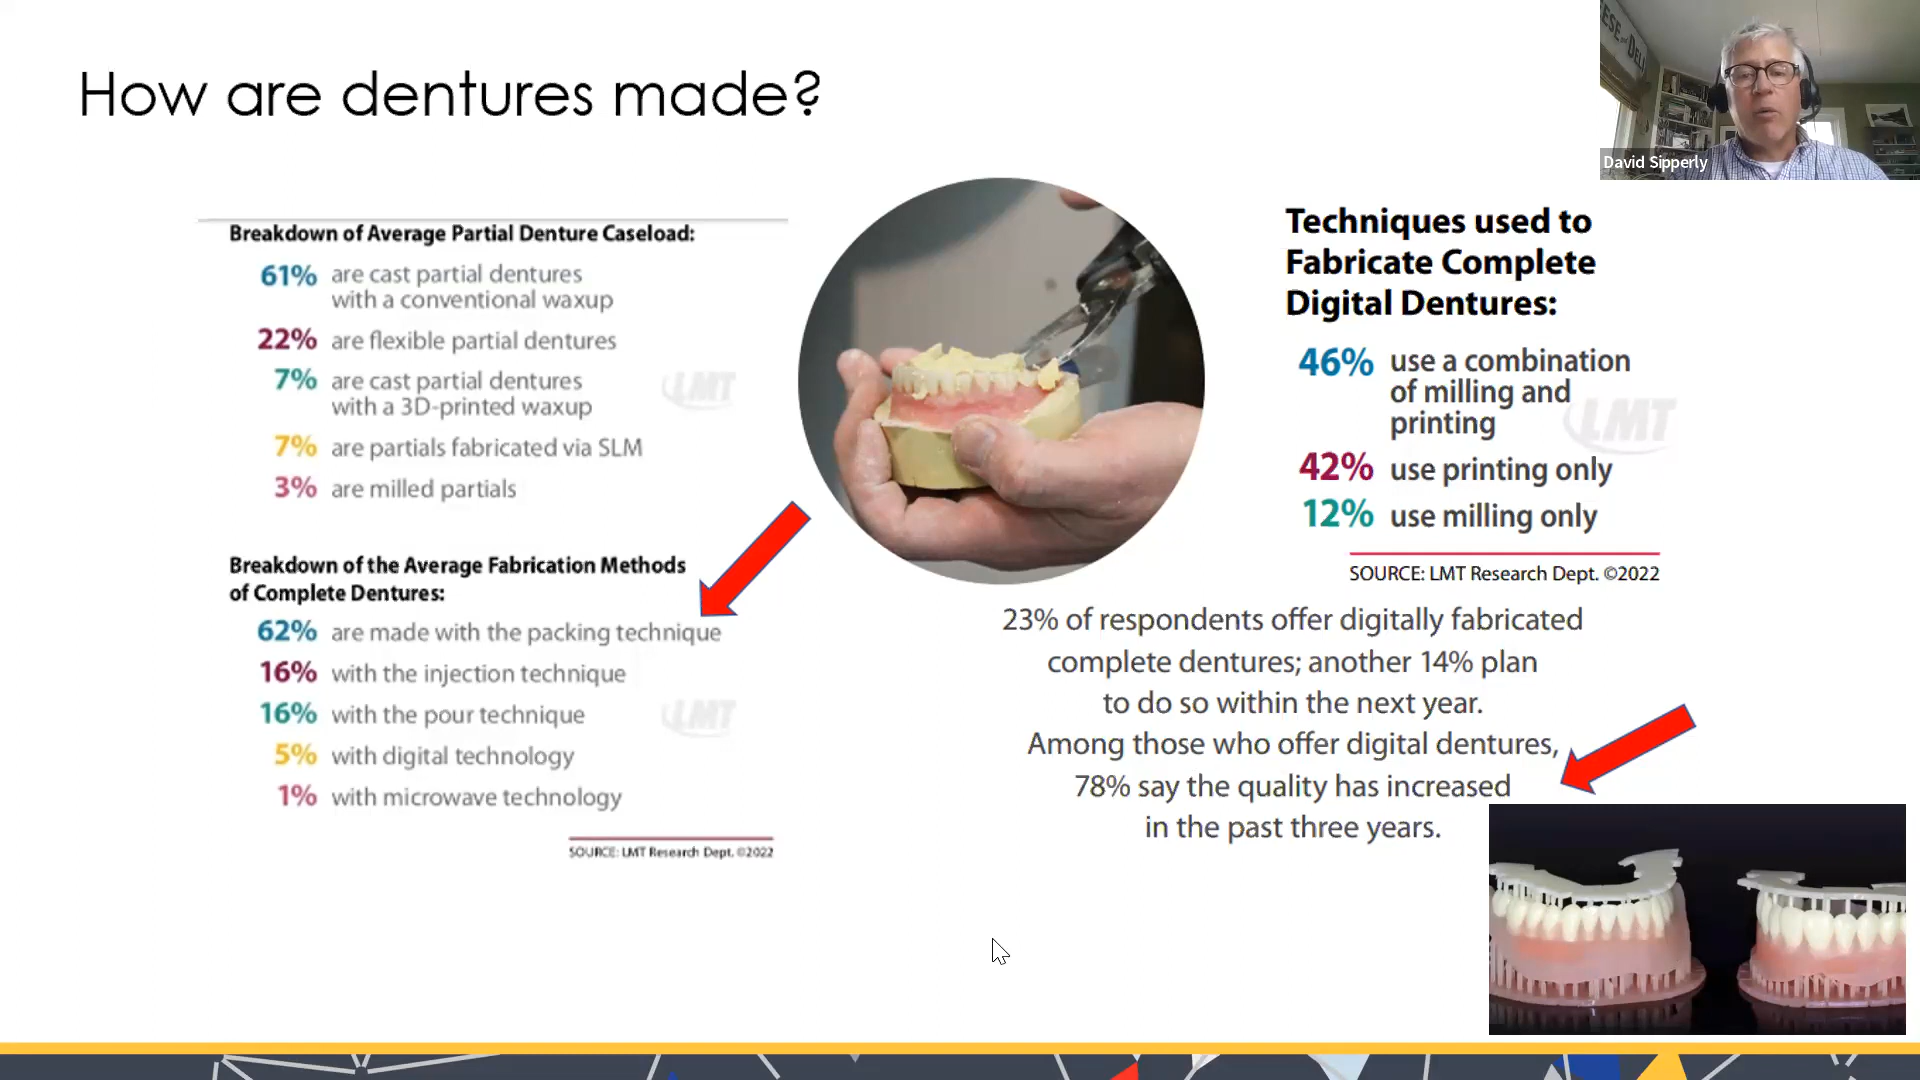 How are dentures made?
ESE and DELI
David Sipperly
Breakdown of Average Partial Denture Caseload:
61% are cast partial dentures
with a conventional waxup
22% are flexible partial dentures
7% are cast partial dentures
with a 3D-printed waxup
LMT
7% are partials fabricated via SLM
3% are milled partials
Breakdown of the Average Fabrication Methods
of Complete Dentures:
62% are made with the packing technique
16% with the injection technique
16% with the pour technique
LMT
5% with digital technology
1% with microwave technology
SOURCE: LMT Research Dept. ©2022
Techniques used to
Fabricate Complete
Digital Dentures:
46% use a combination
of milling and
printing
LMT
42% use printing only
12% use milling only
SOURCE: LMT Research Dept. ©2022
23% of respondents offer digitally fabricated
complete dentures; another 14% plan
to do so within the next year.
Among those who offer digital dentures,
78% say the quality has increased
in the past three years.